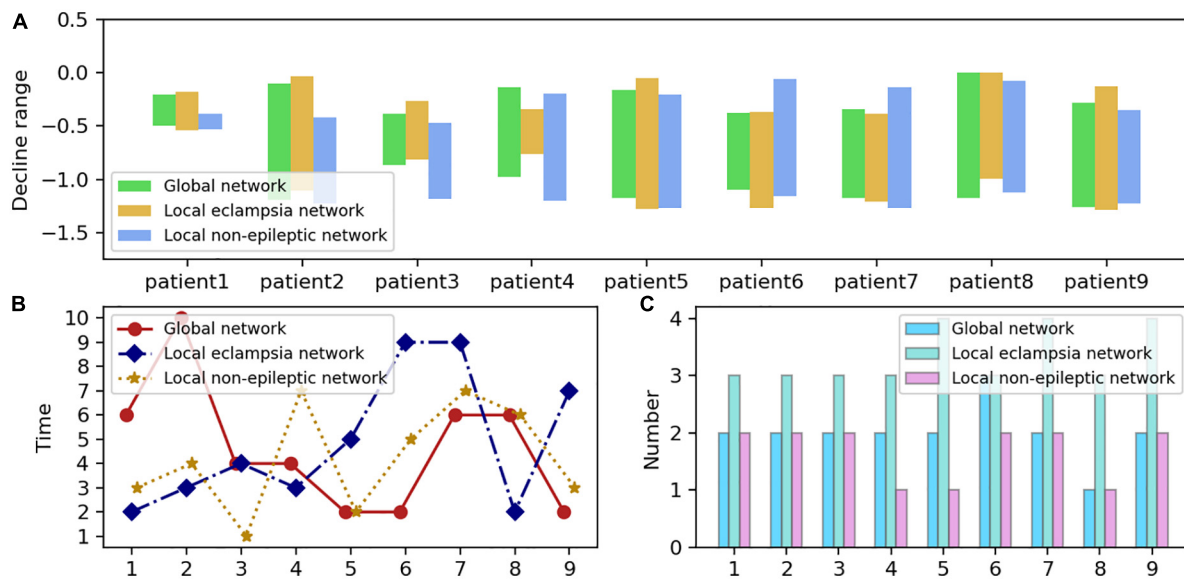 A
0.5
0.0
−0.5
−1.0
−1.5
Decline range
Global network
Local eclampsia network
Local non-epileptic network
patient1 patient2 patient3 patient4 patient5 patient6 patient7 patient8 patient9
B
10
9
8
7
6
5
4
3
2
1
Time
Global network
Local eclampsia network
Local non-epileptic network
1 2 3 4 5 6 7 8 9
C
4
3
2
1
0
Number
Global network
Local eclampsia network
Local non-epileptic network
1 2 3 4 5 6 7 8 9